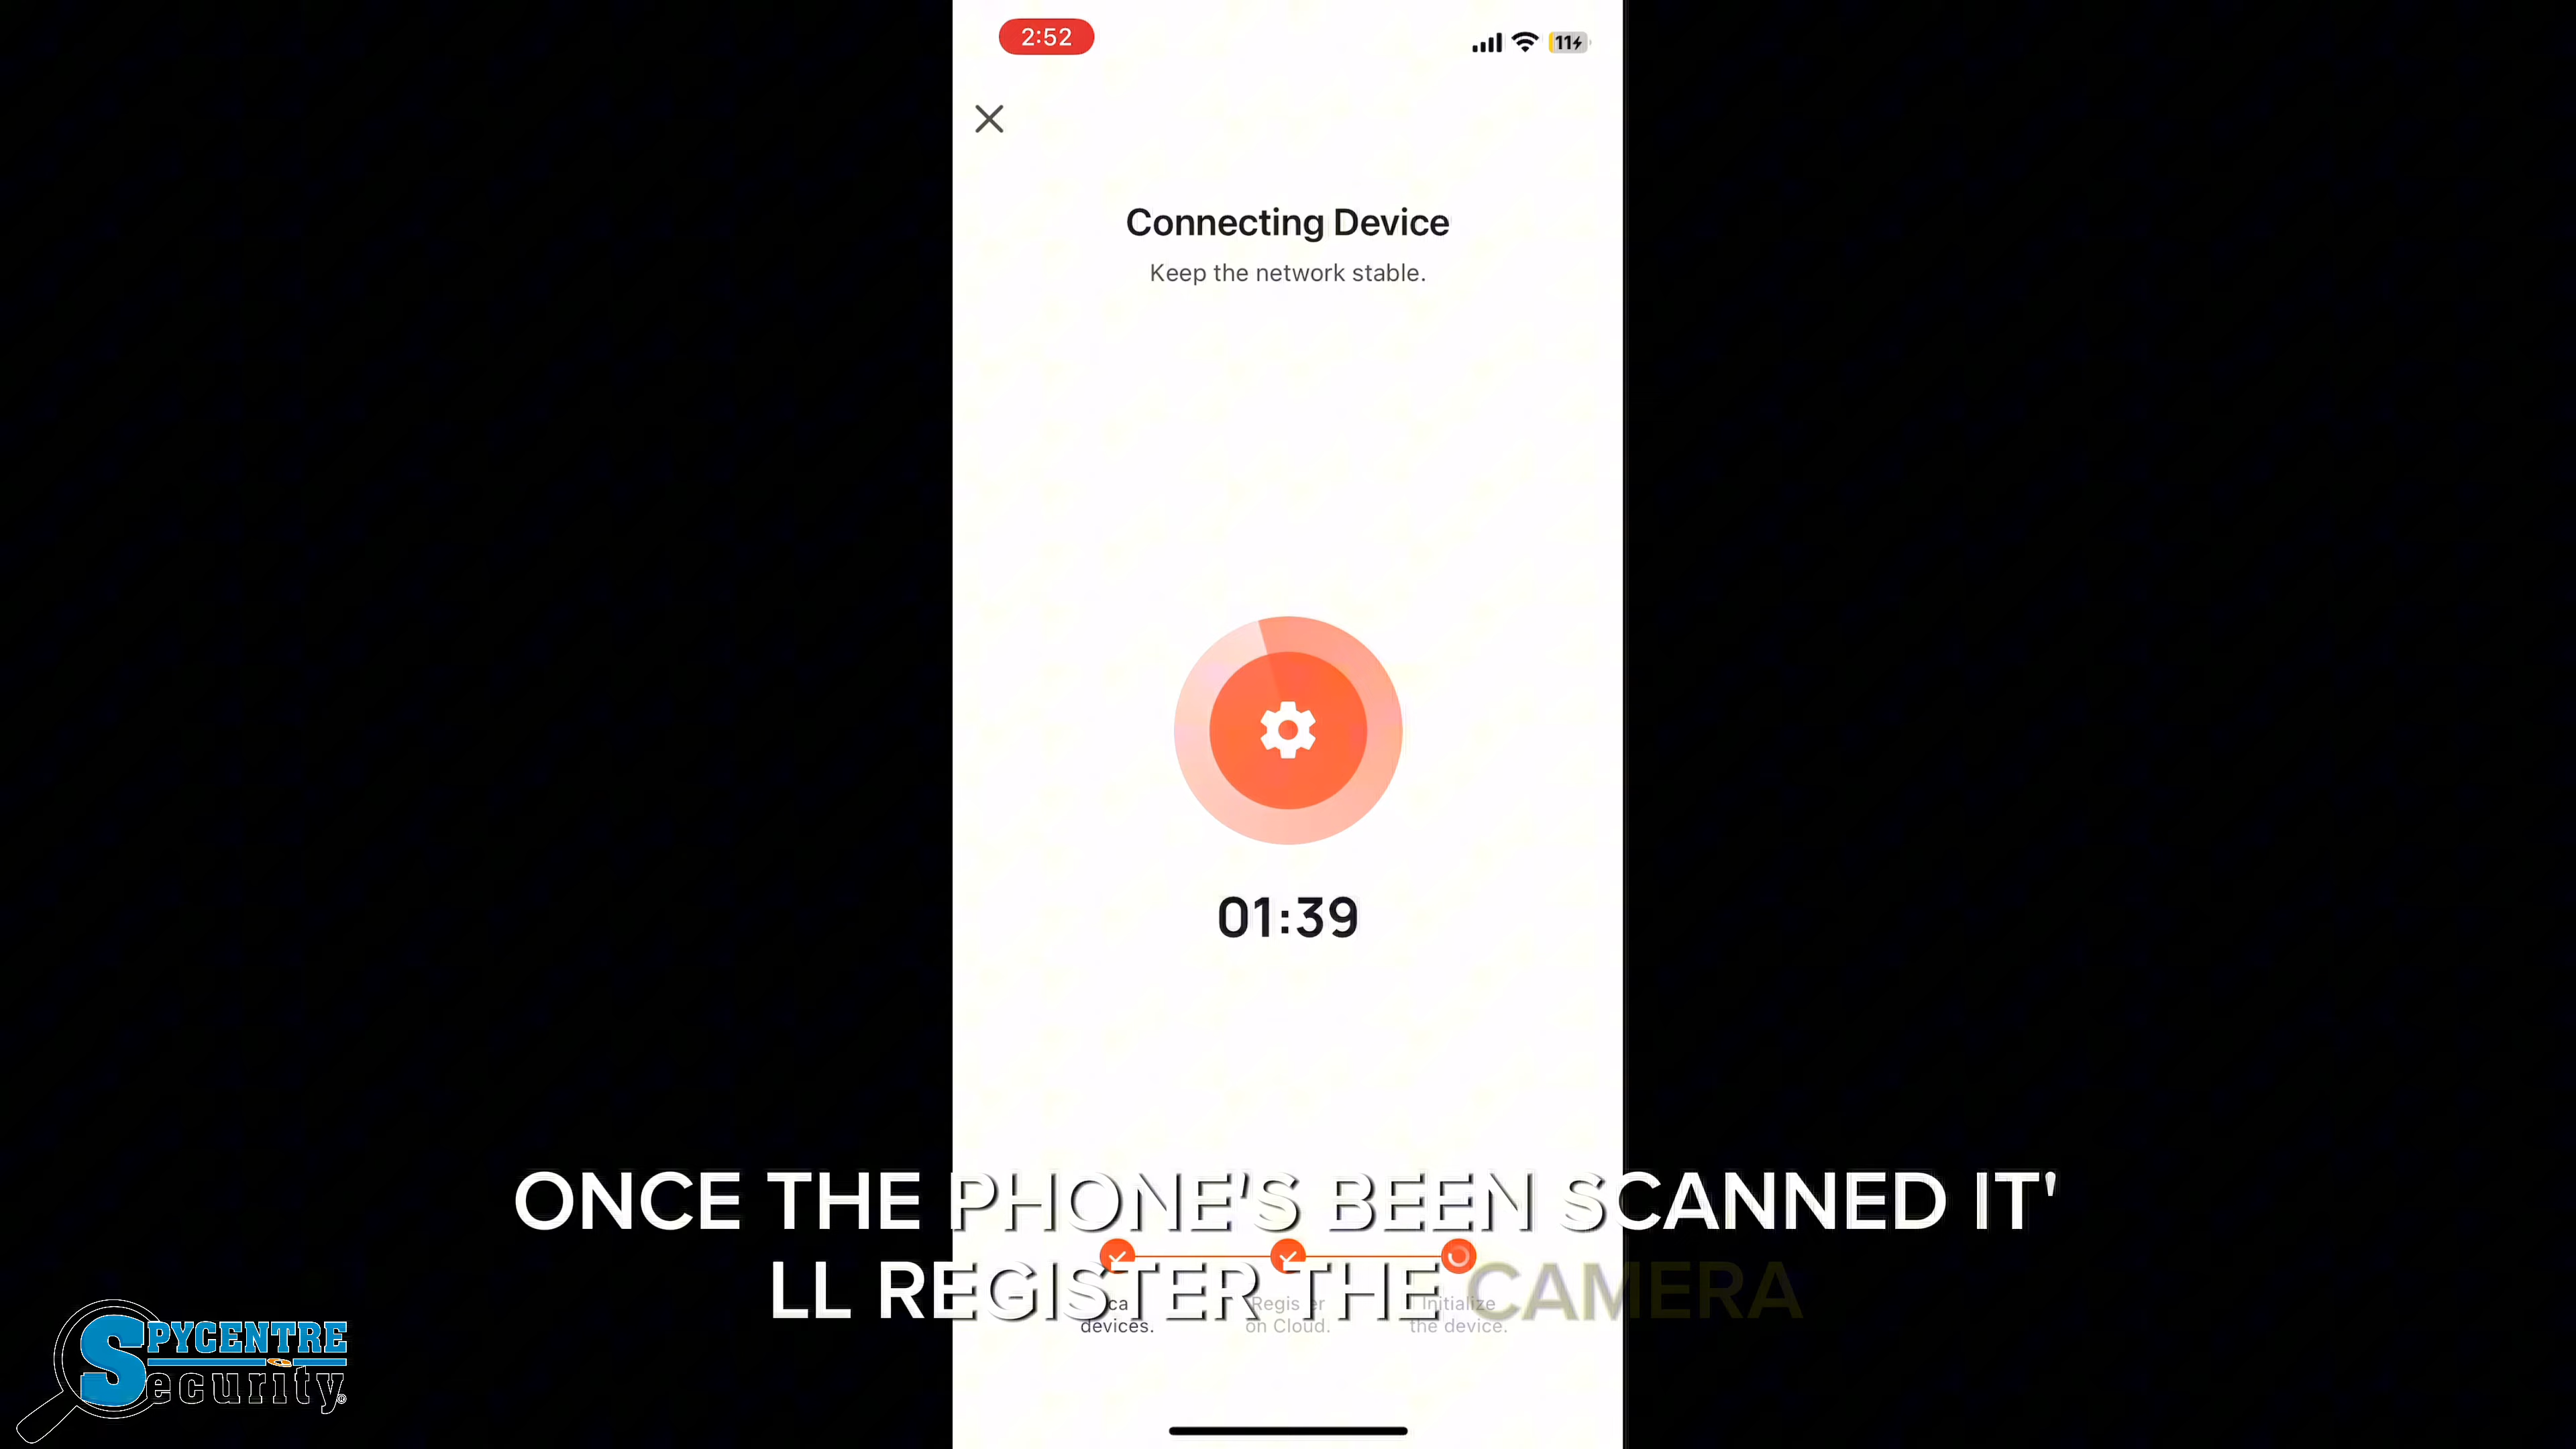 2:52
11
Connecting Device
Keep the network stable.
01:39
ONCE THE PHONE'S BEEN SCANNED IT'
LL REGISTER THE CAMERA
devices.
Register
on Cloud.
Initialize
the device.
SPYCENTRE
Security